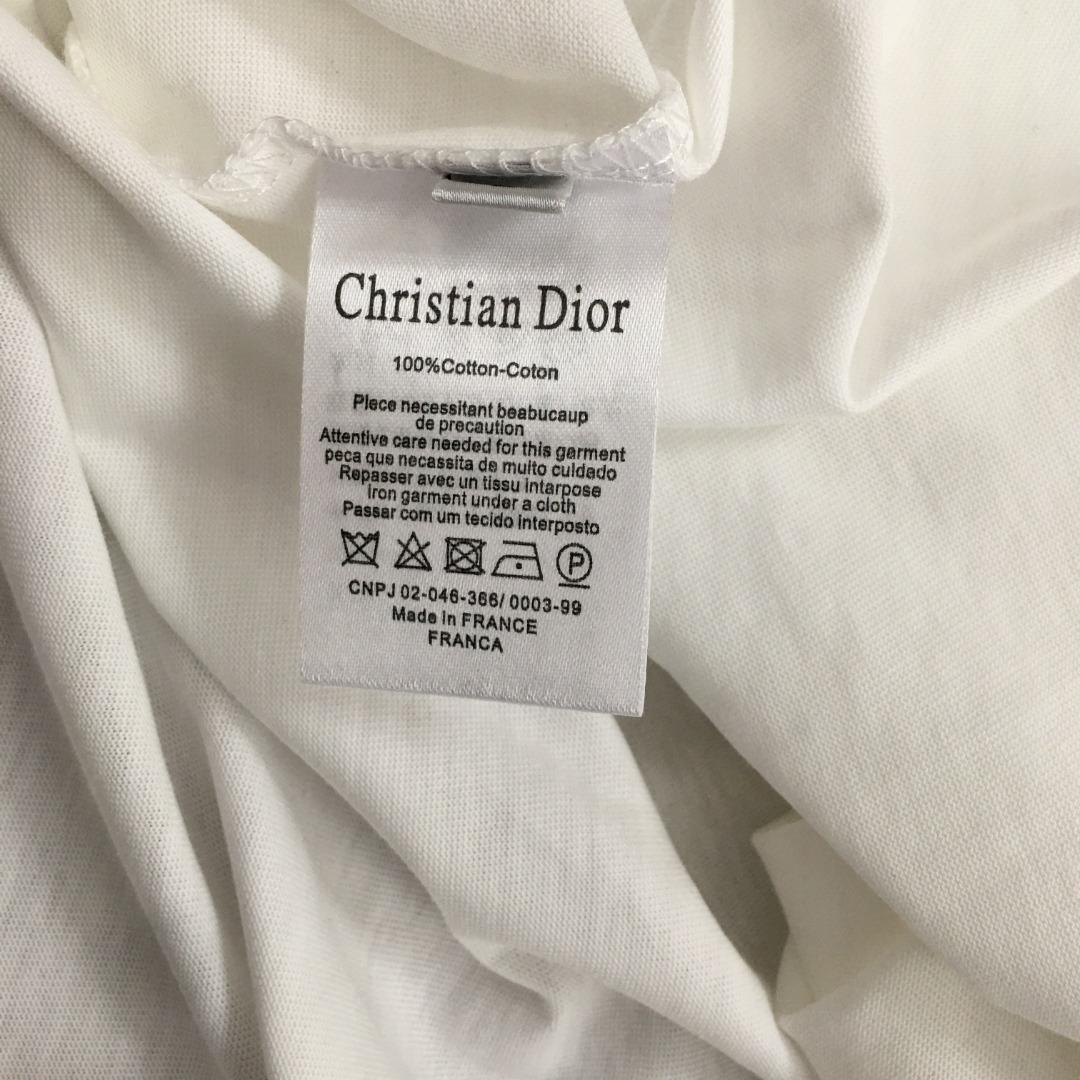 Christian Dior
100%Cotton-Coton
Plece necessitant beabucaup
de precaution
Attentive care needed for this garment
peca que necassita de muito culdado
Repasser avec un tissu intarpose
Iron garment under a cloth
Passar com um tecido interposto
P
CNPJ 02-046-366/ 0003-99
Made in FRANCE
FRANCA